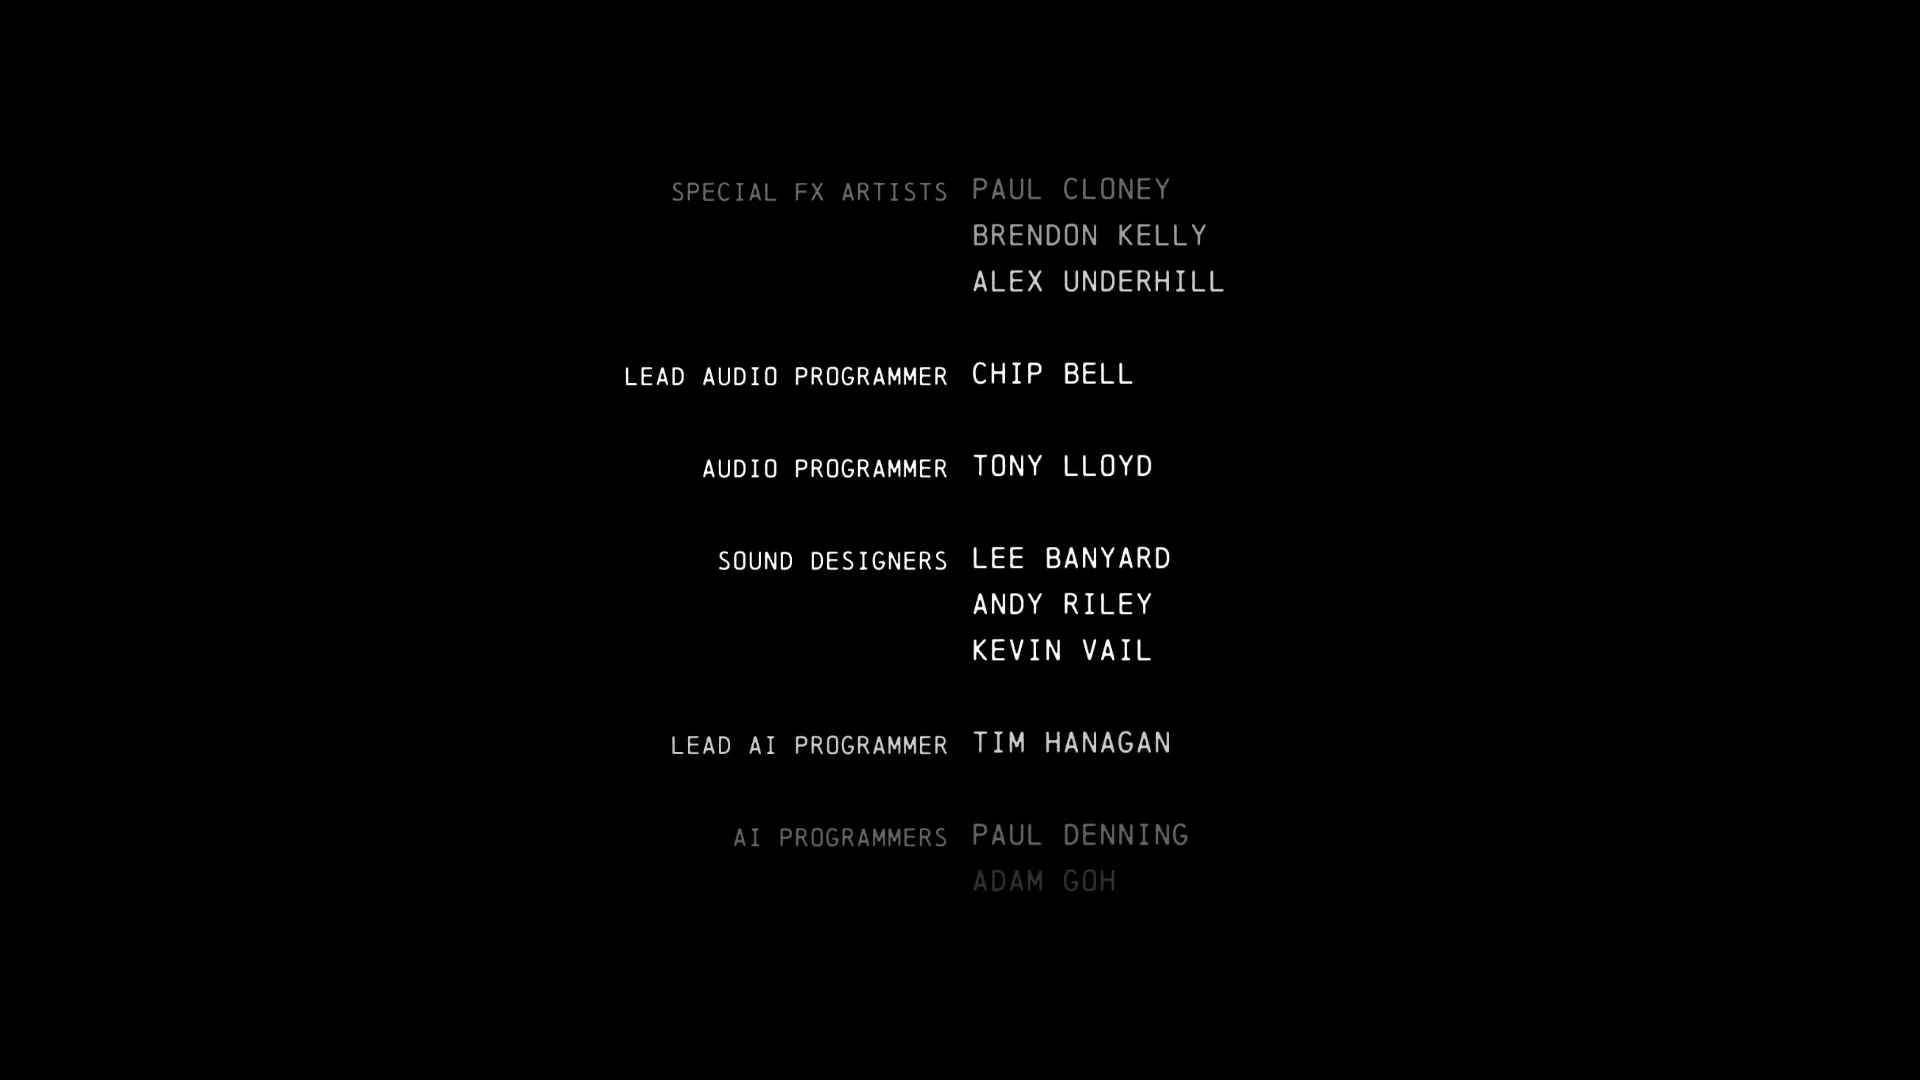 SPECIAL FX ARTISTS PAUL CLONEY
BRENDON KELLY
ALEX UNDERHILL
LEAD AUDIO PROGRAMMER CHIP BELL
AUDIO PROGRAMMER TONY LLOYD
SOUND DESIGNERS LEE BANYARD
ANDY RILEY
KEVIN VAIL
LEAD AI PROGRAMMER TIM HANAGAN
AI PROGRAMMERS PAUL DENNING
ADAM GOH